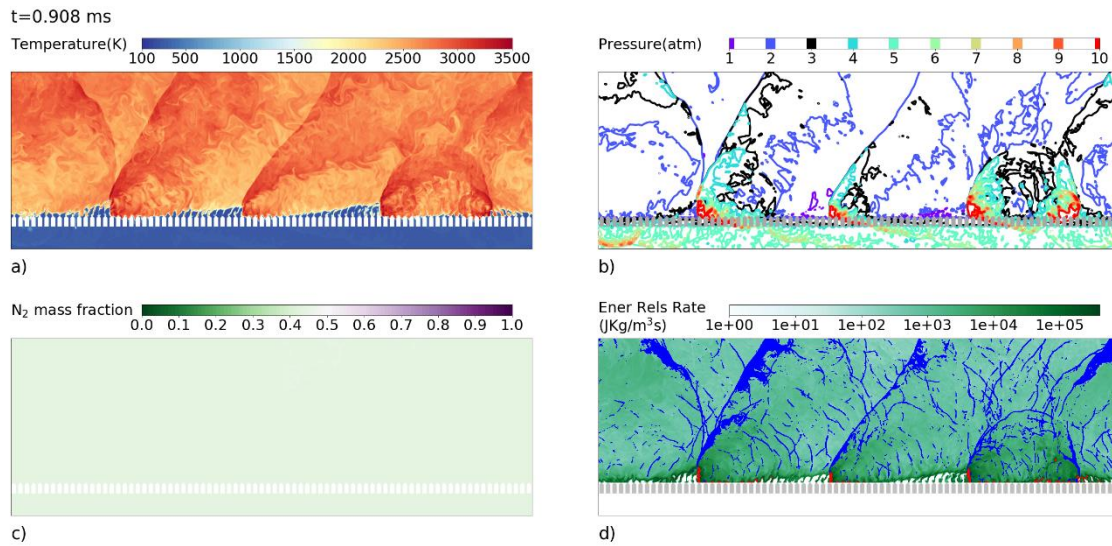 t=0.908 ms
Temperature(K)
100 500 1000 1500 2000 2500 3000 3500
a)
Pressure(atm)
1 2 3 4 5 6 7 8 9 10
b)
N₂ mass fraction
0.0 0.1 0.2 0.3 0.4 0.5 0.6 0.7 0.8 0.9 1.0
c)
Ener Rels Rate
(JKg/m³s)
1e+00 1e+01 1e+02 1e+03 1e+04 1e+05
d)